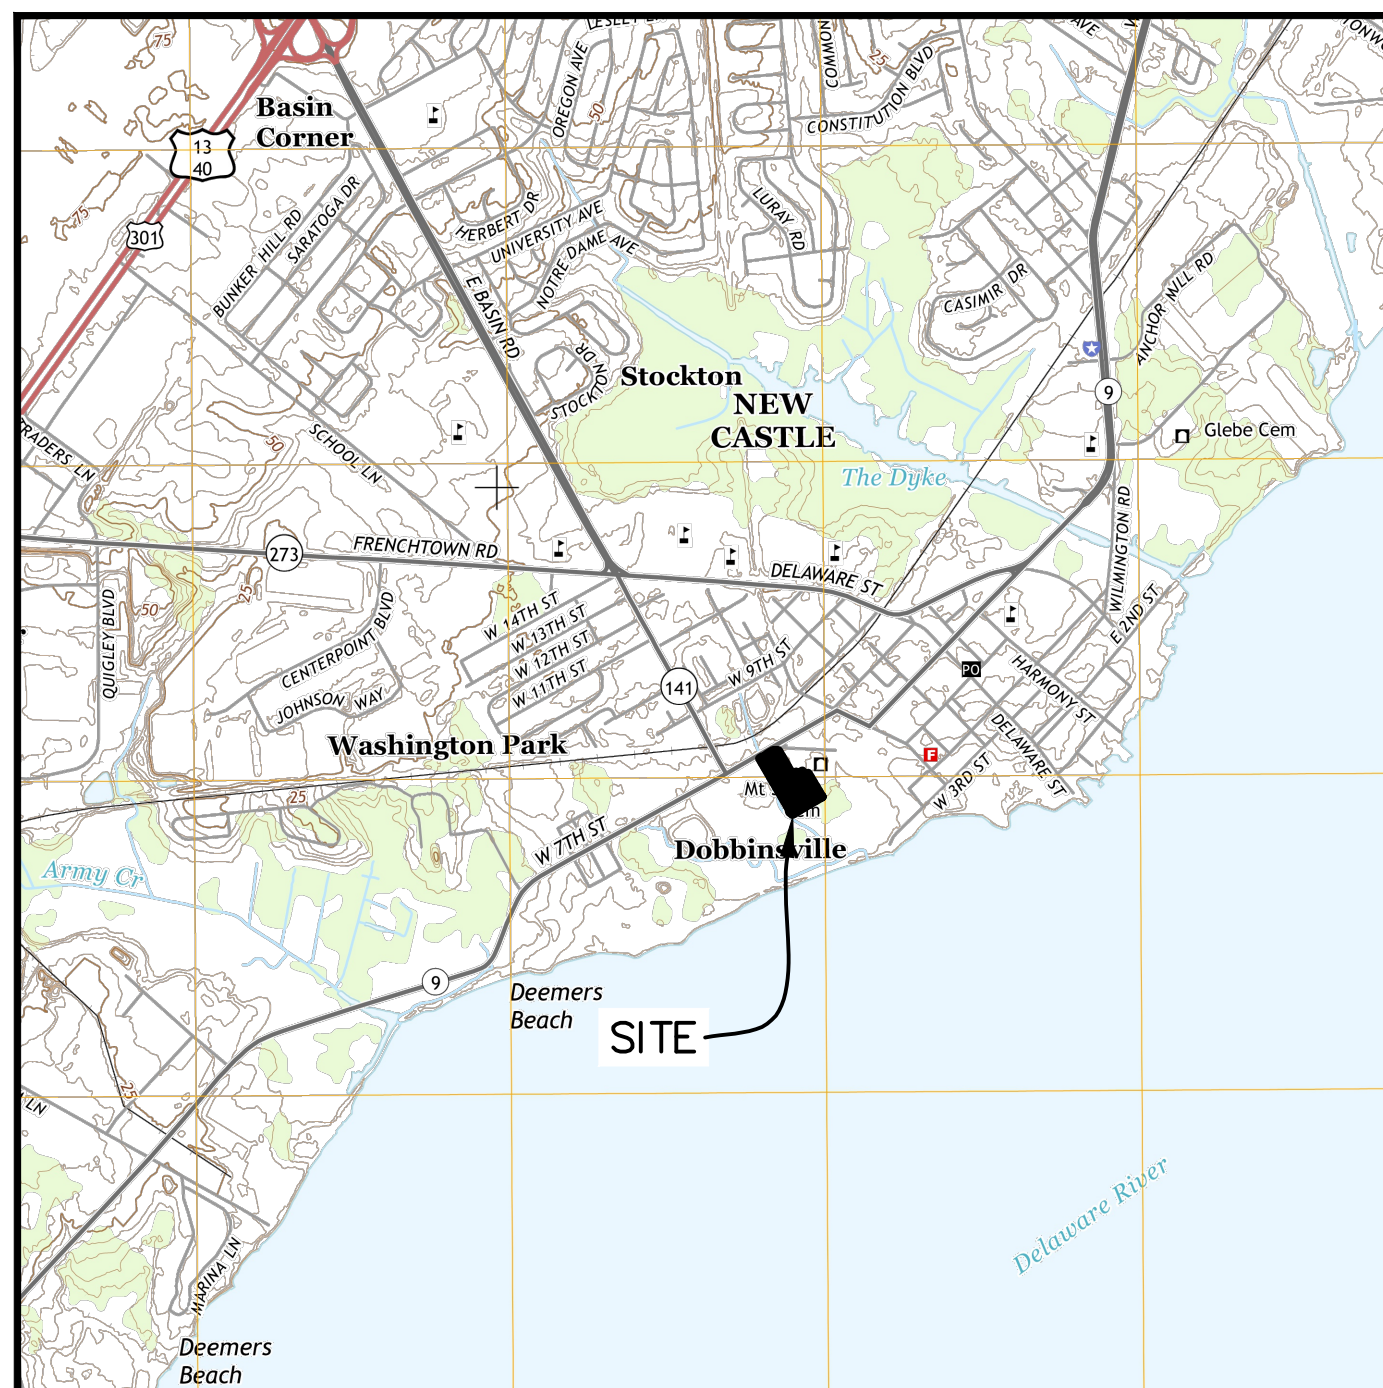 COMMON
AVE
75
Basin
Corner
OREGON AVE
50
25
CONSTITUTION BLVD
13
40
75
301
BUNKER HILL RD
SARATOGA DR
HERBERT DR
UNIVERSITY AVE
NOTRE DAME AVE
LURAY RD
CASIMIR DR
ANCHOR MILL RD
E BASIN RD
STOCKTON DR
Stockton
NEW
CASTLE
9
Glebe Cem
TRADERS LN
50
SCHOOL LN
The Dyke
WILMINGTON RD
273
FRENCHTOWN RD
DELAWARE ST
QUIGLEY BLVD
50
25
CENTERPOINT BLVD
JOHNSON WAY
W 14TH ST
W 13TH ST
W 12TH ST
W 11TH ST
W 9TH ST
141
E 2ND ST
PO
HARMONY ST
DELAWARE ST
Washington Park
F
W 3RD ST
Mt
25
W 7TH ST
Dobbinsville
Army Cr
9
Deemers
Beach
SITE
25
LN
Delaware River
MARINA LN
Deemers
Beach